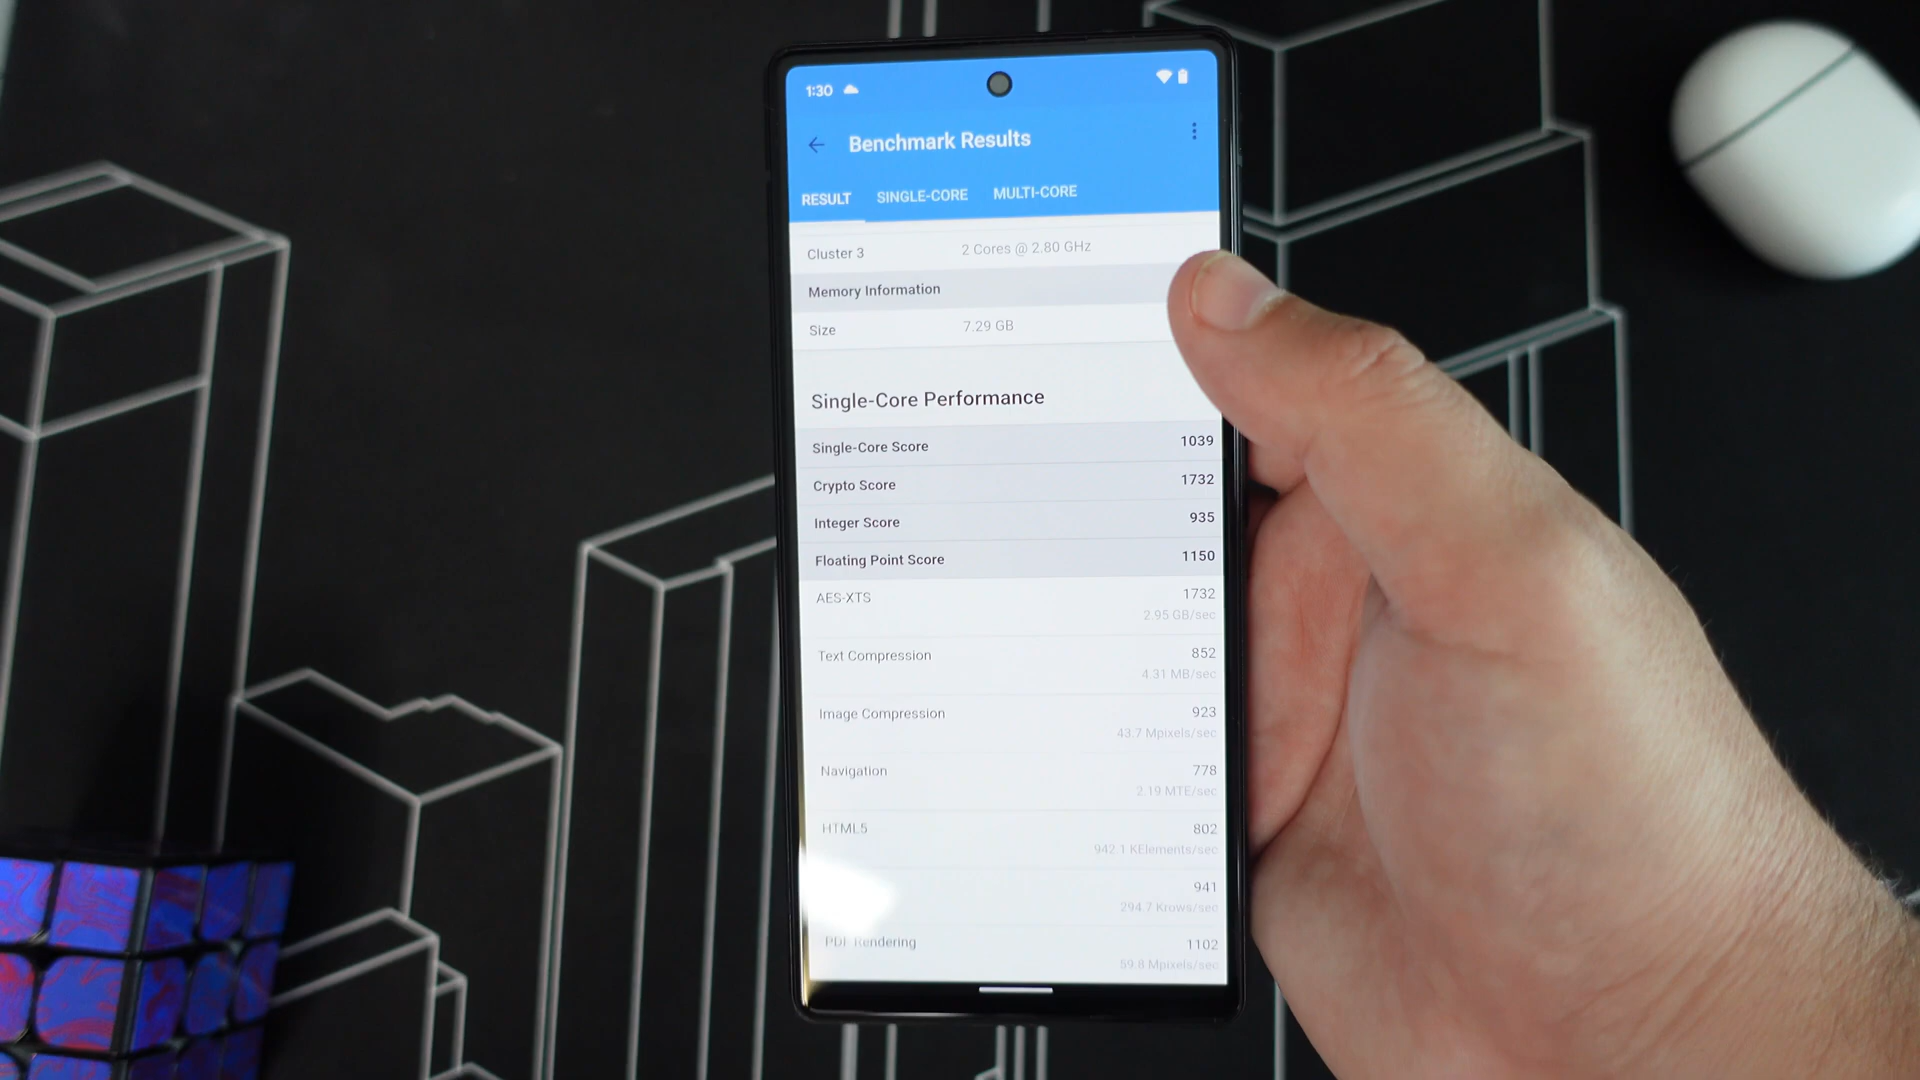 1:30
Benchmark Results
RESULT SINGLE-CORE MULTI-CORE
Cluster 3 2 Cores @ 2.80 GHz
Memory Information
Size 7.29 GB
Single-Core Performance
Single-Core Score 1039
Crypto Score 1732
Integer Score 935
Floating Point Score 1150
AES-XTS 1732
2.95 GB/sec
Text Compression 852
4.31 MB/sec
Image Compression 923
43.7 Mpixels/sec
Navigation 778
2.19 MTE/sec
HTML5 802
942.1 KElements/sec
941
294.7 Krows/sec
PDF Rendering 1102
59.8 Mpixels/sec